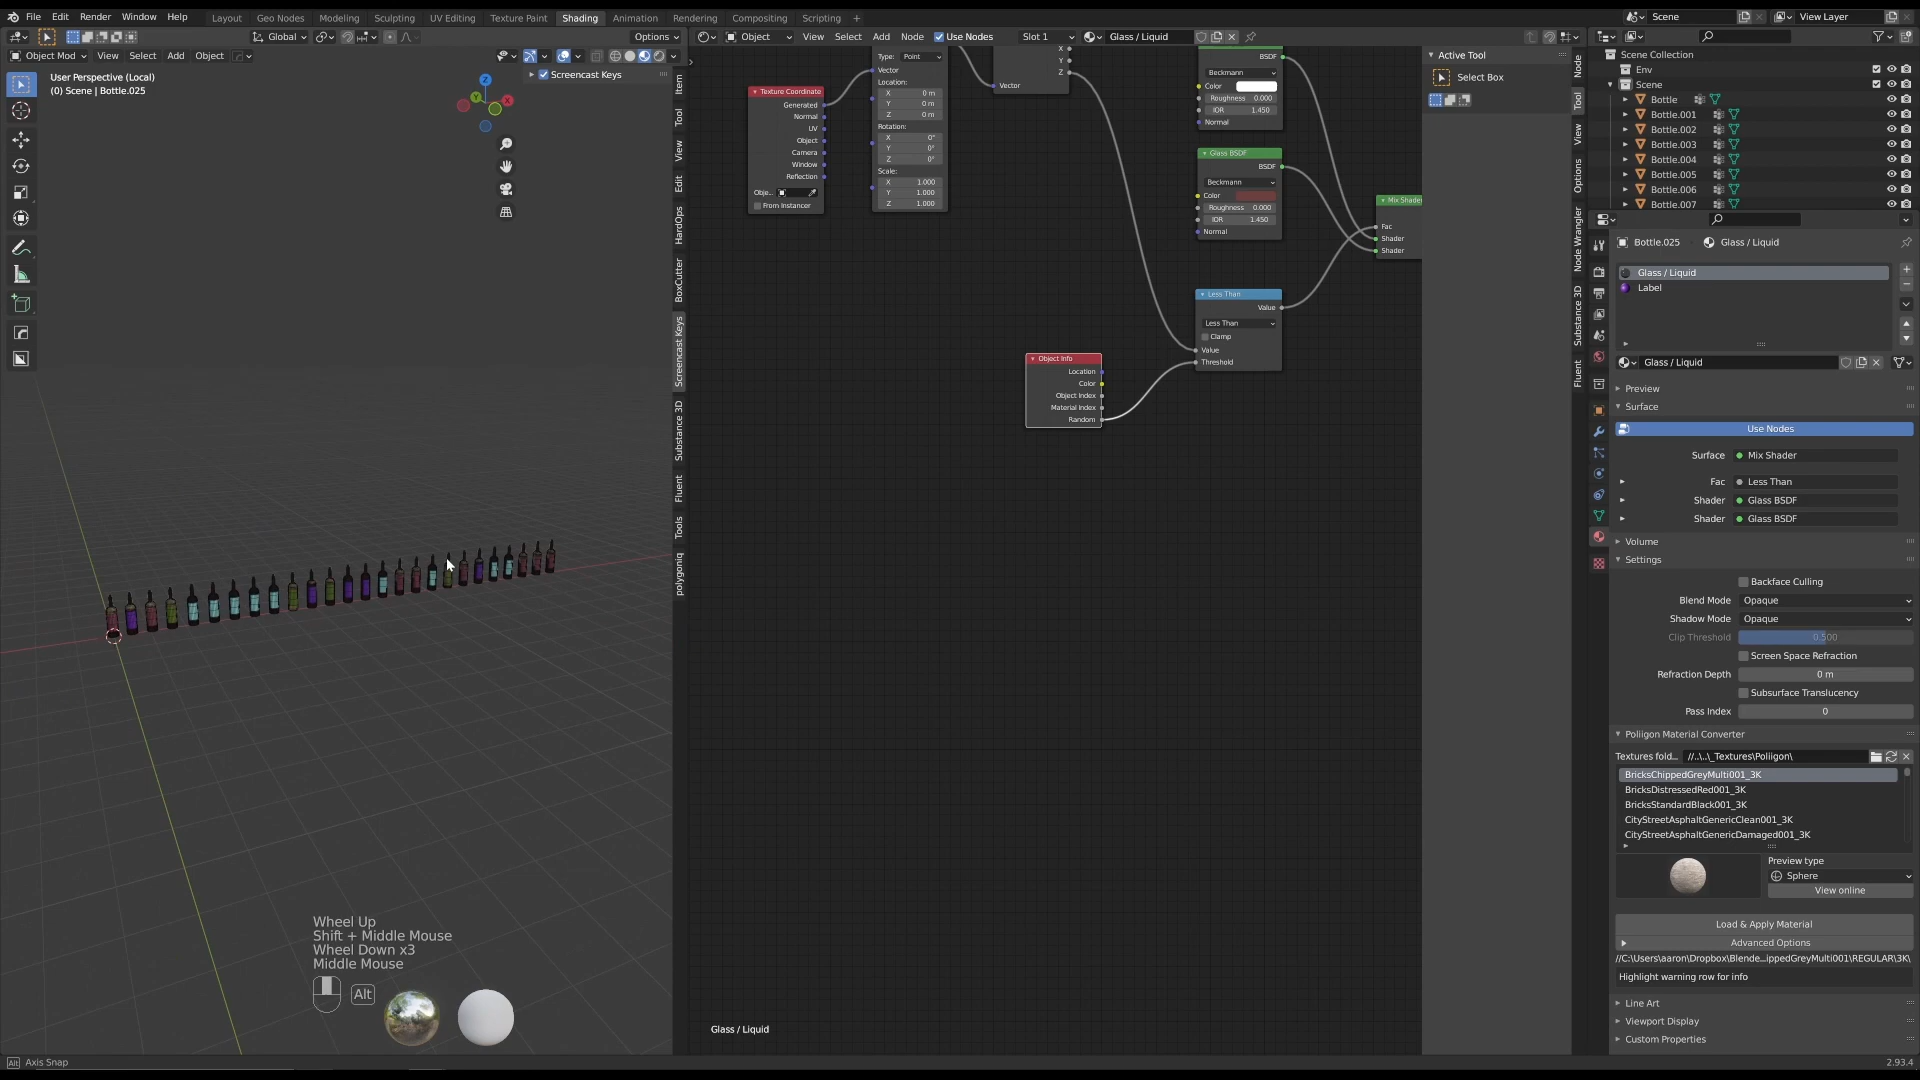 File Edit Render Window Help
Layout Geo Nodes Modeling Sculpting UV Editing Texture Paint Shading Animation Rendering Compositing Scripting +
Scene View Layer
Global Options
Object View Select Add Node Use Nodes Slot 1 Glass / Liquid
Object Mod View Select Add Object
User Perspective (Local)
(0) Scene | Bottle.025
Screencast Keys
Item
Tool
View
Edit
HardOps
BoxCutter
Screencast Keys
Substance 3D
Fluent
Tools
polygoniq
Z
Y
X
Wheel Up
Shift + Middle Mouse
Wheel Down x3
Middle Mouse
Alt
Type: Point
Vector
Location:
X 0 m
Y 0 m
Z 0 m
Rotation:
X 0°
Y 0°
Z 0°
Scale:
X 1.000
Y 1.000
Z 1.000
Texture Coordinate
Generated
Normal
UV
Object
Camera
Window
Reflection
Obje..
From Instancer
X
Y
Z
Vector
BSDF
Beckmann
Color
Roughness 0.000
IOR 1.450
Normal
Glass BSDF
BSDF
Beckmann
Color
Roughness 0.000
IOR 1.450
Normal
Mix Shader
Fac
Shader
Shader
Less Than
Value
Less Than
Clamp
Value
Threshold
Object Info
Location
Color
Object Index
Material Index
Random
Glass / Liquid
Active Tool
Select Box
Node
Tool
View
Options
Node Wrangler
Substance 3D
Fluent
Scene Collection
Env
Scene
Bottle
Bottle.001
Bottle.002
Bottle.003
Bottle.004
Bottle.005
Bottle.006
Bottle.007
Bottle.025 Glass / Liquid
Glass / Liquid
Label
Glass / Liquid
Preview
Surface
Use Nodes
Surface Mix Shader
Fac Less Than
Shader Glass BSDF
Shader Glass BSDF
Volume
Settings
Backface Culling
Blend Mode Opaque
Shadow Mode Opaque
Clip Threshold 0.500
Screen Space Refraction
Refraction Depth 0 m
Subsurface Translucency
Pass Index 0
Poliigon Material Converter
Textures fold... //..\..\_Textures\Poliigon\
BricksChippedGreyMulti001_3K
BricksDistressedRed001_3K
BricksStandardBlack001_3K
CityStreetAsphaltGenericClean001_3K
CityStreetAsphaltGenericDamaged001_3K
Preview type
Sphere
View online
Load & Apply Material
Advanced Options
//C:\Users\aaron\Dropbox\Blende...ippedGreyMulti001\REGULAR\3K\
Highlight warning row for info
Line Art
Viewport Display
Custom Properties
Alt Axis Snap
2.93.4